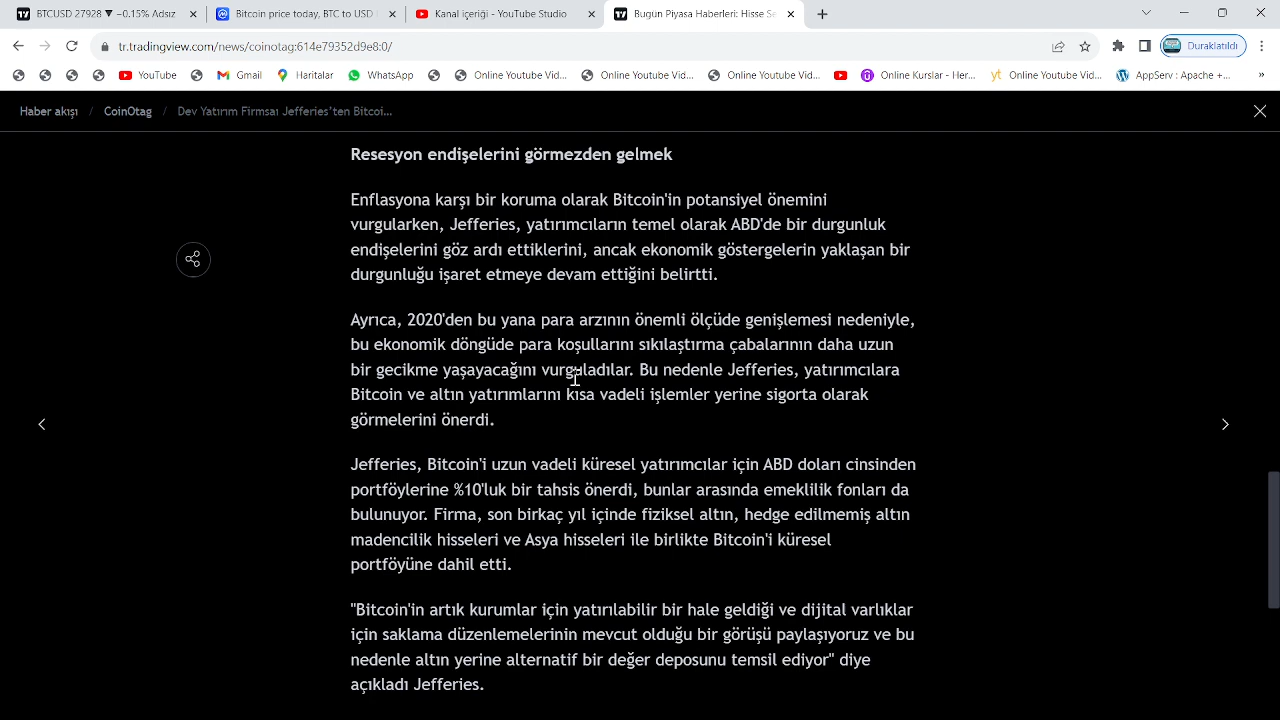 BTCUSD 27928 ▼ −0.15% Adsız
Bitcoin price today, BTC to USD
Kanal içeriği - YouTube Studio
Bugün Piyasa Haberleri: Hisse Se
tr.tradingview.com/news/coinotag:614e79352d9e8:0/
Duraklatıldı
YouTube
Gmail
Haritalar
WhatsApp
Online Youtube Vid...
Online Youtube Vid...
Online Youtube Vid...
Online Kurslar - Her...
yt Online Youtube Vid...
AppServ : Apache +...
»
Haber akışı / CoinOtag / Dev Yatırım Firmsaı Jefferies’ten Bitcoi...
Resesyon endişelerini görmezden gelmek
Enflasyona karşı bir koruma olarak Bitcoin'in potansiyel önemini
vurgularken, Jefferies, yatırımcıların temel olarak ABD'de bir durgunluk
endişelerini göz ardı ettiklerini, ancak ekonomik göstergelerin yaklaşan bir
durgunluğu işaret etmeye devam ettiğini belirtti.
Ayrıca, 2020'den bu yana para arzının önemli ölçüde genişlemesi nedeniyle,
bu ekonomik döngüde para koşullarını sıkılaştırma çabalarının daha uzun
bir gecikme yaşayacağını vurguladılar. Bu nedenle Jefferies, yatırımcılara
Bitcoin ve altın yatırımlarını kısa vadeli işlemler yerine sigorta olarak
görmelerini önerdi.
Jefferies, Bitcoin'i uzun vadeli küresel yatırımcılar için ABD doları cinsinden
portföylerine %10'luk bir tahsis önerdi, bunlar arasında emeklilik fonları da
bulunuyor. Firma, son birkaç yıl içinde fiziksel altın, hedge edilmemiş altın
madencilik hisseleri ve Asya hisseleri ile birlikte Bitcoin'i küresel
portföyüne dahil etti.
"Bitcoin'in artık kurumlar için yatırılabilir bir hale geldiği ve dijital varlıklar
için saklama düzenlemelerinin mevcut olduğu bir görüşü paylaşıyoruz ve bu
nedenle altın yerine alternatif bir değer deposunu temsil ediyor" diye
açıkladı Jefferies.